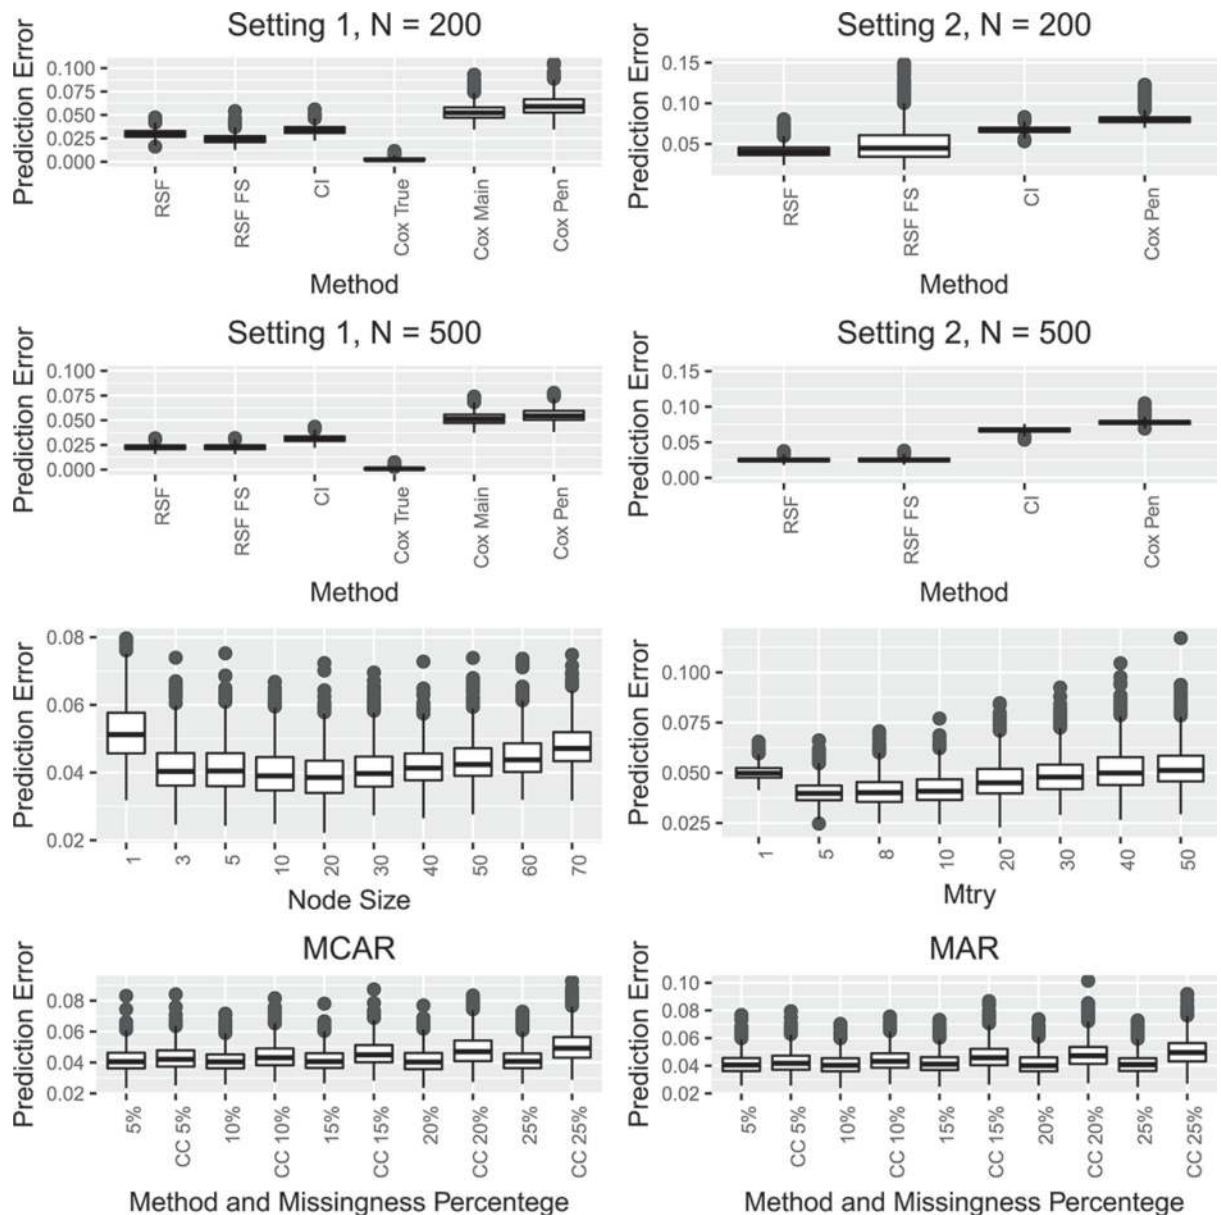 Setting 1, N = 200
Prediction Error
0.100
0.075
0.050
0.025
0.000
RSF
RSF FS
CI
Cox True
Cox Main
Cox Pen
Method
Setting 2, N = 200
Prediction Error
0.15
0.10
0.05
RSF
RSF FS
CI
Cox Pen
Method
Setting 1, N = 500
Prediction Error
0.100
0.075
0.050
0.025
0.000
RSF
RSF FS
CI
Cox True
Cox Main
Cox Pen
Method
Setting 2, N = 500
Prediction Error
0.15
0.10
0.05
0.00
RSF
RSF FS
CI
Cox Pen
Method
Prediction Error
0.08
0.06
0.04
0.02
1
3
5
10
20
30
40
50
60
70
Node Size
Prediction Error
0.100
0.075
0.050
0.025
1
5
8
10
20
30
40
50
Mtry
MCAR
Prediction Error
0.08
0.06
0.04
0.02
5%
CC 5%
10%
CC 10%
15%
CC 15%
20%
CC 20%
25%
CC 25%
Method and Missingness Percentege
MAR
Prediction Error
0.10
0.08
0.06
0.04
0.02
5%
CC 5%
10%
CC 10%
15%
CC 15%
20%
CC 20%
25%
CC 25%
Method and Missingness Percentege